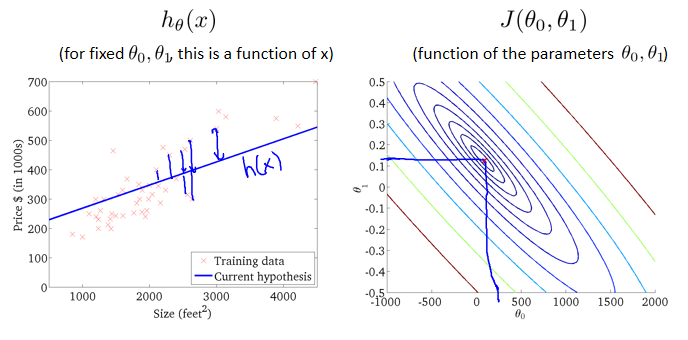 h_θ(x)
(for fixed θ₀, θ₁, this is a function of x)
700
600
500
400
300
200
100
0
Price $ (in 1000s)
h(x)
× Training data
Current hypothesis
1000 2000 3000 4000
Size (feet²)
J(θ₀, θ₁)
(function of the parameters θ₀, θ₁)
0.5
0.4
0.3
0.2
0.1
0
-0.1
-0.2
-0.3
-0.4
-0.5
θ₁
-1000 -500 0 500 1000 1500 2000
θ₀